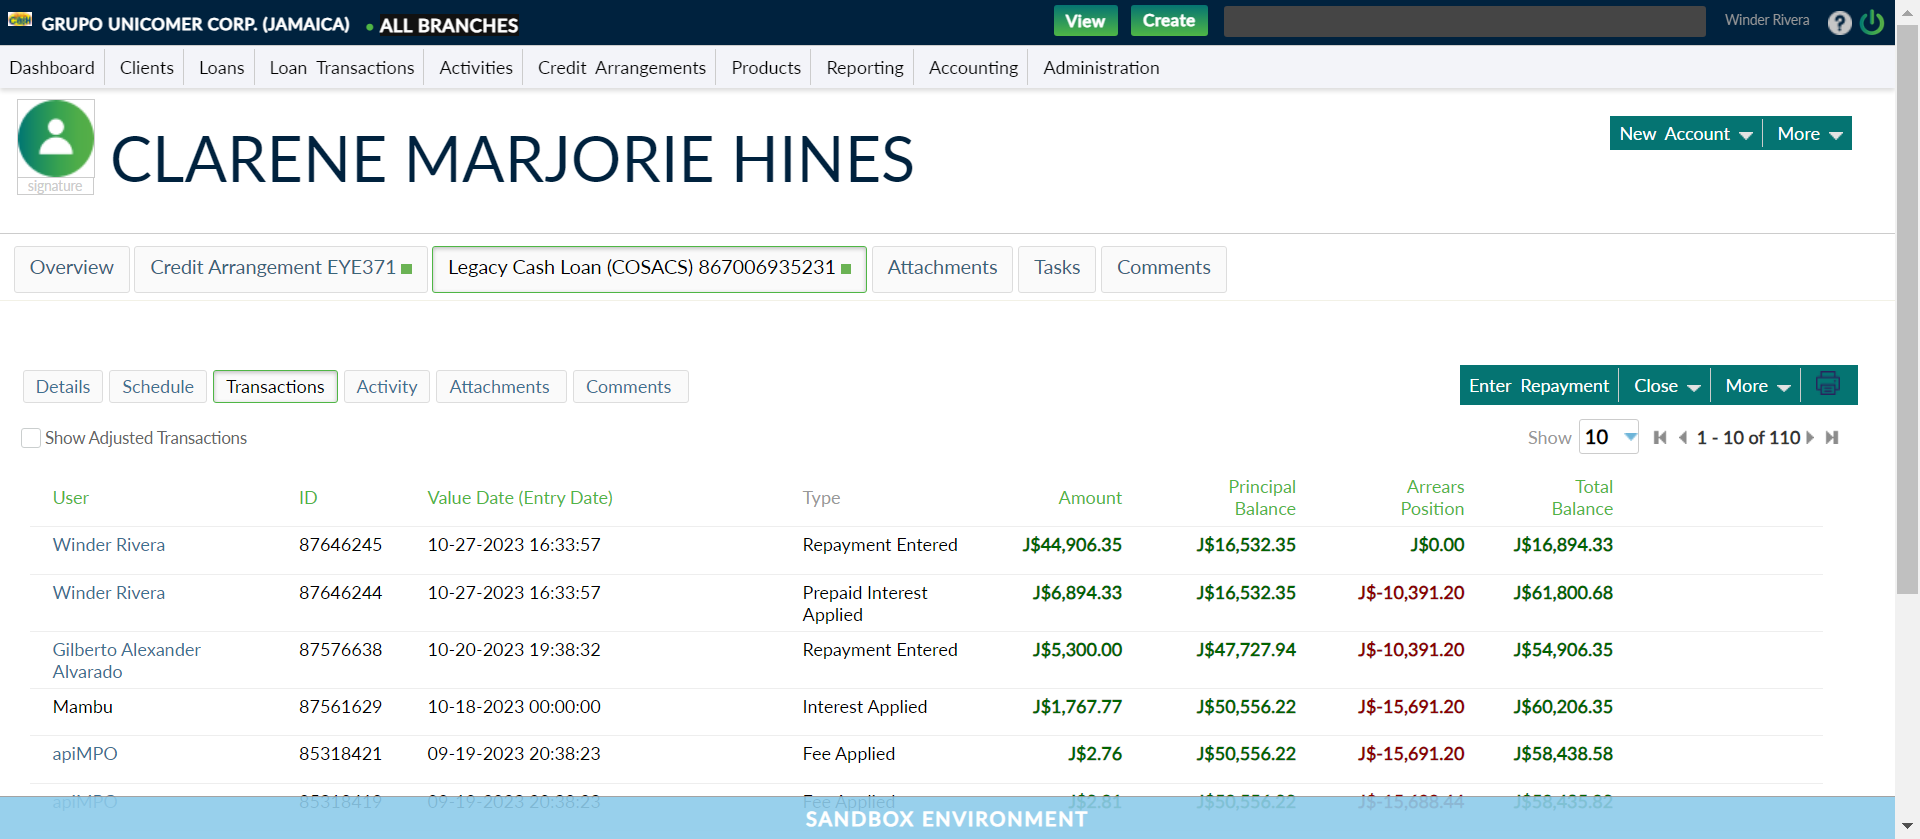 Cash GRUPO UNICOMER CORP. (JAMAICA) • ALL BRANCHES View Create Winder Rivera ?
Dashboard Clients Loans Loan Transactions Activities Credit Arrangements Products Reporting Accounting Administration
CLARENE MARJORIE HINES
New Account More
signature
Overview Credit Arrangement EYE371 Legacy Cash Loan (COSACS) 867006935231 Attachments Tasks Comments
Details Schedule Transactions Activity Attachments Comments
Enter Repayment Close More
Show Adjusted Transactions
Show 10 1 - 10 of 110
User ID Value Date (Entry Date) Type Amount Principal Balance Arrears Position Total Balance
Winder Rivera 87646245 10-27-2023 16:33:57 Repayment Entered J$44,906.35 J$16,532.35 J$0.00 J$16,894.33
Winder Rivera 87646244 10-27-2023 16:33:57 Prepaid Interest Applied J$6,894.33 J$16,532.35 J$-10,391.20 J$61,800.68
Gilberto Alexander Alvarado 87576638 10-20-2023 19:38:32 Repayment Entered J$5,300.00 J$47,727.94 J$-10,391.20 J$54,906.35
Mambu 87561629 10-18-2023 00:00:00 Interest Applied J$1,767.77 J$50,556.22 J$-15,691.20 J$60,206.35
apiMPO 85318421 09-19-2023 20:38:23 Fee Applied J$2.76 J$50,556.22 J$-15,691.20 J$58,438.58
apiMPO 85318419 09-19-2023 20:38:23 Fee Applied J$2.81 J$50,556.22 J$-15,688.44 J$58,435.82
SANDBOX ENVIRONMENT